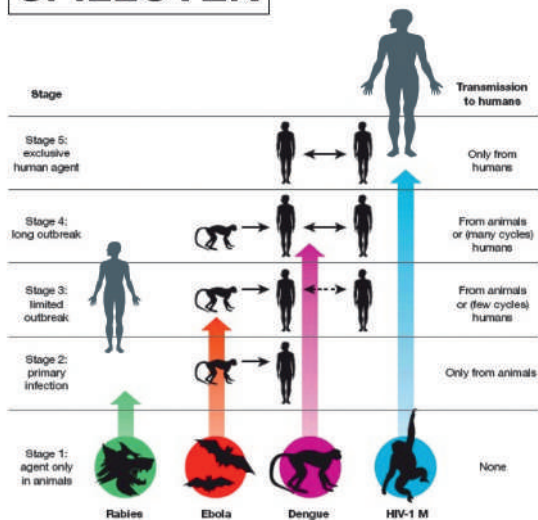 Stage
Transmission
to humans
Stage 5:
exclusive
human agent
Only from
humans
Stage 4:
long outbreak
From animals
or (many cycles)
humans
Stage 3:
limited
outbreak
From animals
or (few cycles)
humans
Stage 2:
primary
infection
Only from animals
Stage 1:
agent only
in animals
None
Rabies
Ebola
Dengue
HIV-1 M